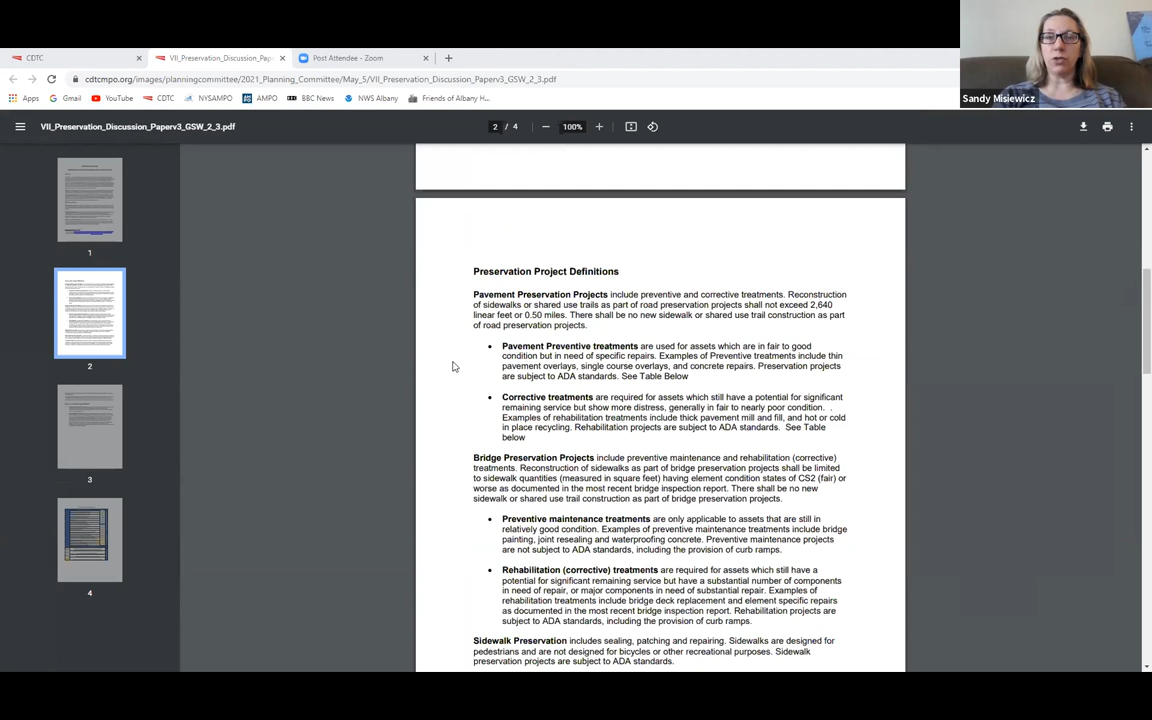 CDTC
VII_Preservation_Discussion_Pap
Post Attendee - Zoom
Sandy Misiewicz
cdtcmpo.org/images/planningcommittee/2021_Planning_Committee/May_5/VII_Preservation_Discussion_Paperv3_GSW_2_3.pdf
Apps Gmail YouTube CDTC NYSAMPO AMPO BBC News NWS Albany Friends of Albany H...
VII_Preservation_Discussion_Paperv3_GSW_2_3.pdf
2 / 4 100%
1
2
3
4
Preservation Project Definitions
Pavement Preservation Projects include preventive and corrective treatments. Reconstruction
of sidewalks or shared use trails as part of road preservation projects shall not exceed 2,640
linear feet or 0.50 miles. There shall be no new sidewalk or shared use trail construction as part
of road preservation projects.
• Pavement Preventive treatments are used for assets which are in fair to good
condition but in need of specific repairs. Examples of Preventive treatments include thin
pavement overlays, single course overlays, and concrete repairs. Preservation projects
are subject to ADA standards. See Table Below
• Corrective treatments are required for assets which still have a potential for significant
remaining service but show more distress, generally in fair to nearly poor condition. .
Examples of rehabilitation treatments include thick pavement mill and fill, and hot or cold
in place recycling. Rehabilitation projects are subject to ADA standards. See Table
below
Bridge Preservation Projects include preventive maintenance and rehabilitation (corrective)
treatments. Reconstruction of sidewalks as part of bridge preservation projects shall be limited
to sidewalk quantities (measured in square feet) having element condition states of CS2 (fair) or
worse as documented in the most recent bridge inspection report. There shall be no new
sidewalk or shared use trail construction as part of bridge preservation projects.
• Preventive maintenance treatments are only applicable to assets that are still in
relatively good condition. Examples of preventive maintenance treatments include bridge
painting, joint resealing and waterproofing concrete. Preventive maintenance projects
are not subject to ADA standards, including the provision of curb ramps.
• Rehabilitation (corrective) treatments are required for assets which still have a
potential for significant remaining service but have a substantial number of components
in need of repair, or major components in need of substantial repair. Examples of
rehabilitation treatments include bridge deck replacement and element specific repairs
as documented in the most recent bridge inspection report. Rehabilitation projects are
subject to ADA standards, including the provision of curb ramps.
Sidewalk Preservation includes sealing, patching and repairing. Sidewalks are designed for
pedestrians and are not designed for bicycles or other recreational purposes. Sidewalk
preservation projects are subject to ADA standards.